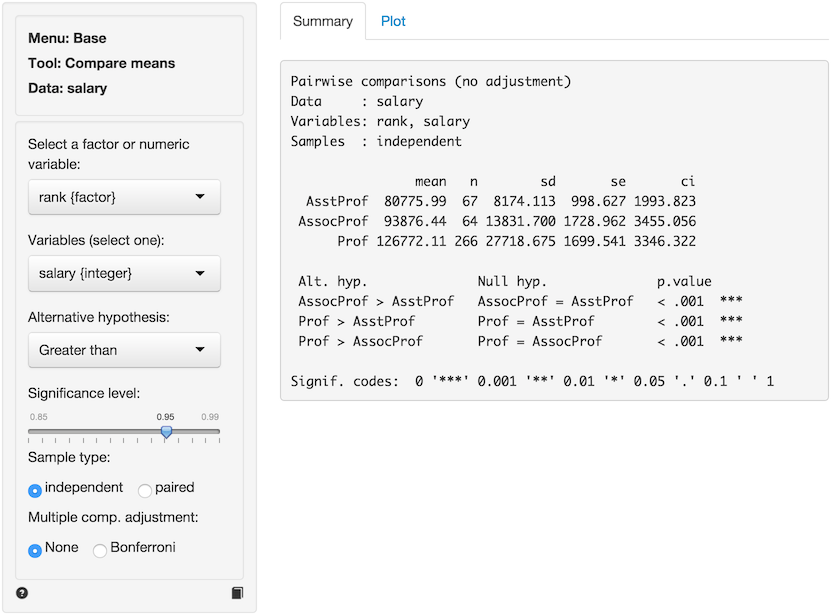 Menu: Base
Tool: Compare means
Data: salary
Select a factor or numeric
variable:
rank {factor}
Variables (select one):
salary {integer}
Alternative hypothesis:
Greater than
Significance level:
0.85 0.95 0.99
Sample type:
independent paired
Multiple comp. adjustment:
None Bonferroni
?
Summary Plot
Pairwise comparisons (no adjustment)
Data     : salary
Variables: rank, salary
Samples  : independent
               mean   n        sd       se       ci
  AsstProf  80775.99  67  8174.113  998.627 1993.823
 AssocProf  93876.44  64 13831.700 1728.962 3455.056
      Prof 126772.11 266 27718.675 1699.541 3346.322
 Alt. hyp.              Null hyp.              p.value
 AssocProf > AsstProf   AssocProf = AsstProf   < .001  ***
 Prof > AsstProf        Prof = AsstProf        < .001  ***
 Prof > AssocProf       Prof = AssocProf       < .001  ***
Signif. codes:  0 '***' 0.001 '**' 0.01 '*' 0.05 '.' 0.1 ' ' 1